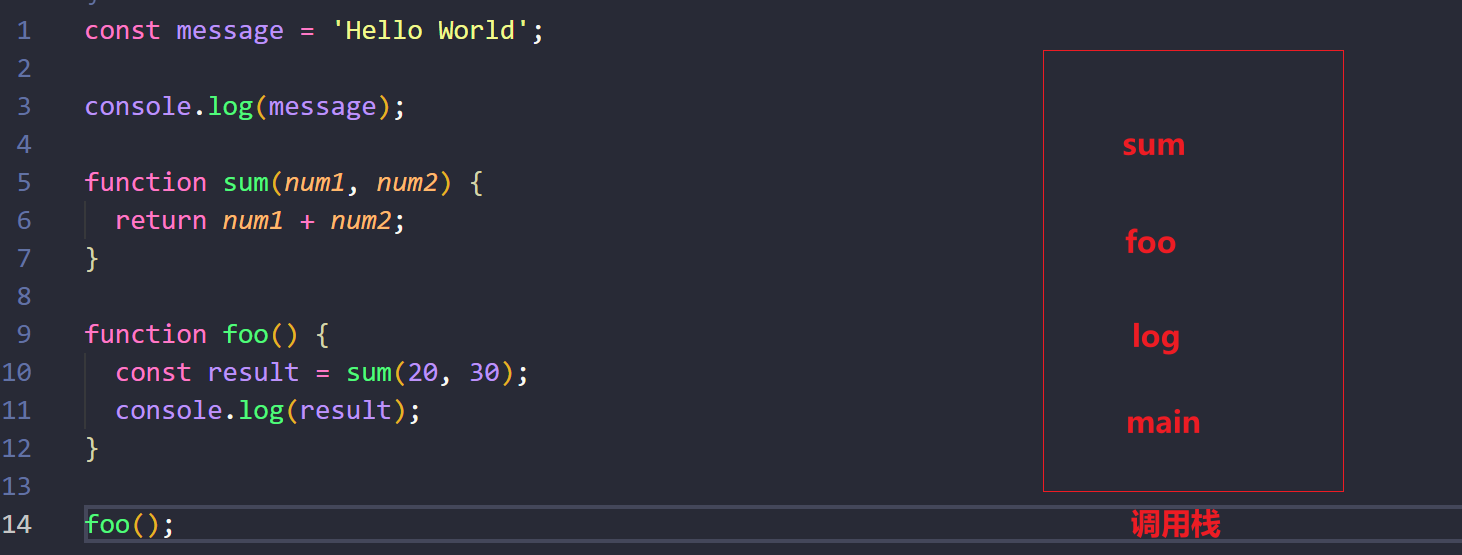 1 const message = 'Hello World';
2
3 console.log(message);
4
5 function sum(num1, num2) {
6 return num1 + num2;
7 }
8
9 function foo() {
10 const result = sum(20, 30);
11 console.log(result);
12 }
13
14 foo();
sum
foo
log
main
调用栈